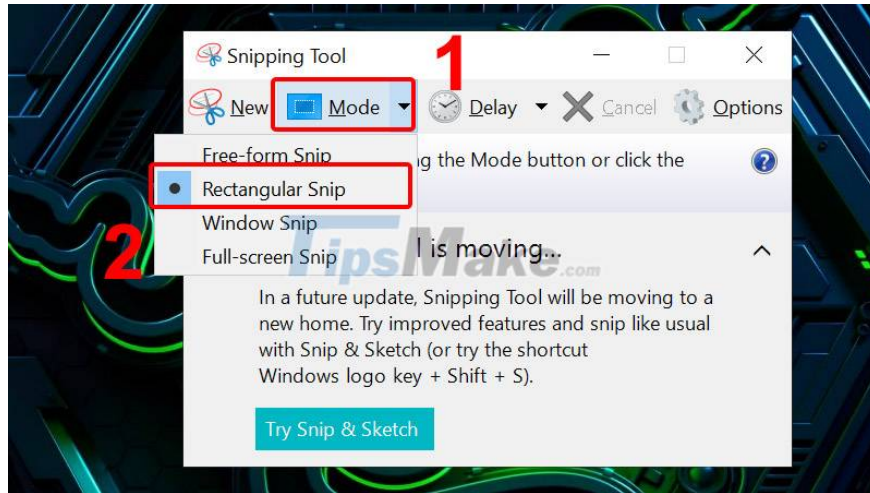 Snipping Tool
1
New Mode Delay Cancel Options
Free-form Snip
g the Mode button or click the
Rectangular Snip
2
Window Snip
Full-screen Snip
l is moving...
TipsMake.com
In a future update, Snipping Tool will be moving to a
new home. Try improved features and snip like usual
with Snip & Sketch (or try the shortcut
Windows logo key + Shift + S).
Try Snip & Sketch